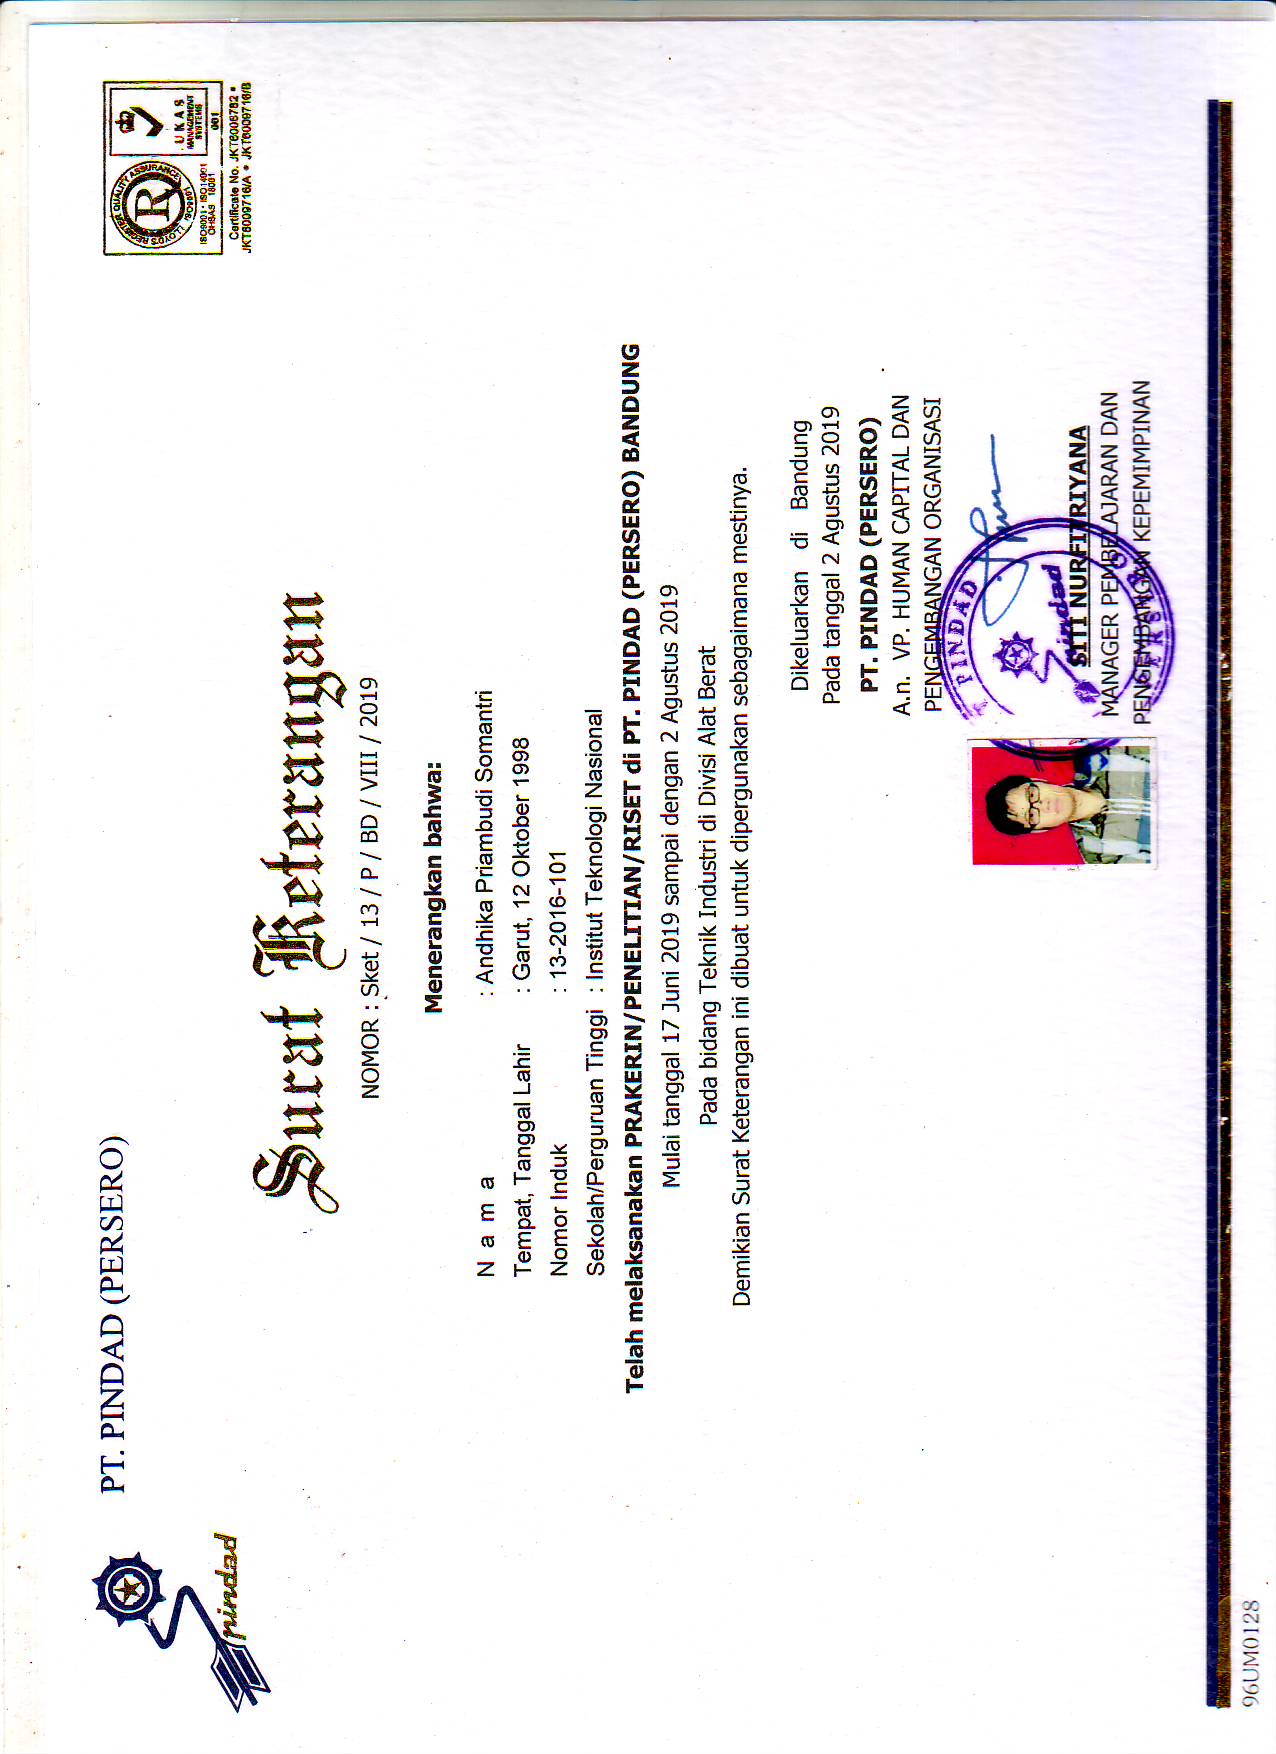 PT. PINDAD (PERSERO)
pindad
LLOYD'S REGISTER QUALITY ASSURANCE
ISO9001
R
UKAS
MANAGEMENT
SYSTEMS
001
ISO9001 - ISO14001
OHSAS 18001
Certificate No. JKT6006782 •
JKT6009716/A • JKT6009716/B
Surat Keterangan
NOMOR : Sket / 13 / P / BD / VIII / 2019
Menerangkan bahwa:
N a m a : Andhika Priambudi Somantri
Tempat, Tanggal Lahir : Garut, 12 Oktober 1998
Nomor Induk : 13-2016-101
Sekolah/Perguruan Tinggi : Institut Teknologi Nasional
Telah melaksanakan PRAKERIN/PENELITIAN/RISET di PT. PINDAD (PERSERO) BANDUNG
Mulai tanggal 17 Juni 2019 sampai dengan 2 Agustus 2019
Pada bidang Teknik Industri di Divisi Alat Berat
Demikian Surat Keterangan ini dibuat untuk dipergunakan sebagaimana mestinya.
Dikeluarkan di Bandung
Pada tanggal 2 Agustus 2019
PT. PINDAD (PERSERO)
A.n. VP. HUMAN CAPITAL DAN
PENGEMBANGAN ORGANISASI
PINDAD
pindad
SITI NURFITRIYANA
MANAGER PEMBELAJARAN DAN
PENGEMBANGAN KEPEMIMPINAN
96UM0128